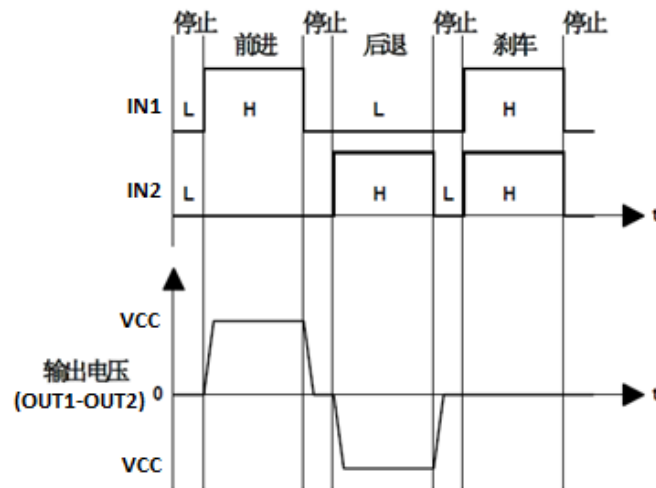 停止 停止 停止 停止
前进 后退 刹车
IN1 L H L H
IN2 L H L H
t
VCC
输出电压
(OUT1-OUT2) 0 t
VCC